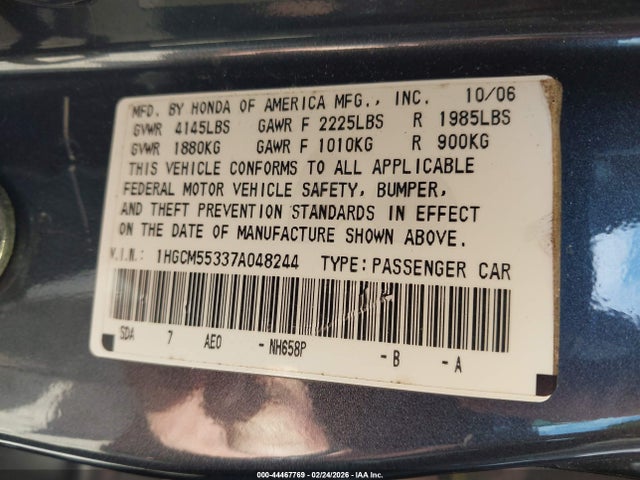 MFD. BY HONDA OF AMERICA MFG., INC. 10/06
GVWR 4145LBS GAWR F 2225LBS R 1985LBS
GVWR 1880KG GAWR F 1010KG R 900KG
THIS VEHICLE CONFORMS TO ALL APPLICABLE
FEDERAL MOTOR VEHICLE SAFETY, BUMPER,
AND THEFT PREVENTION STANDARDS IN EFFECT
ON THE DATE OF MANUFACTURE SHOWN ABOVE.
V.I.N.: 1HGCM55337A048244 TYPE: PASSENGER CAR
SDA 7 AE0 - NH658P - B - A
000-44467769 - 02/24/2026 - IAA Inc.